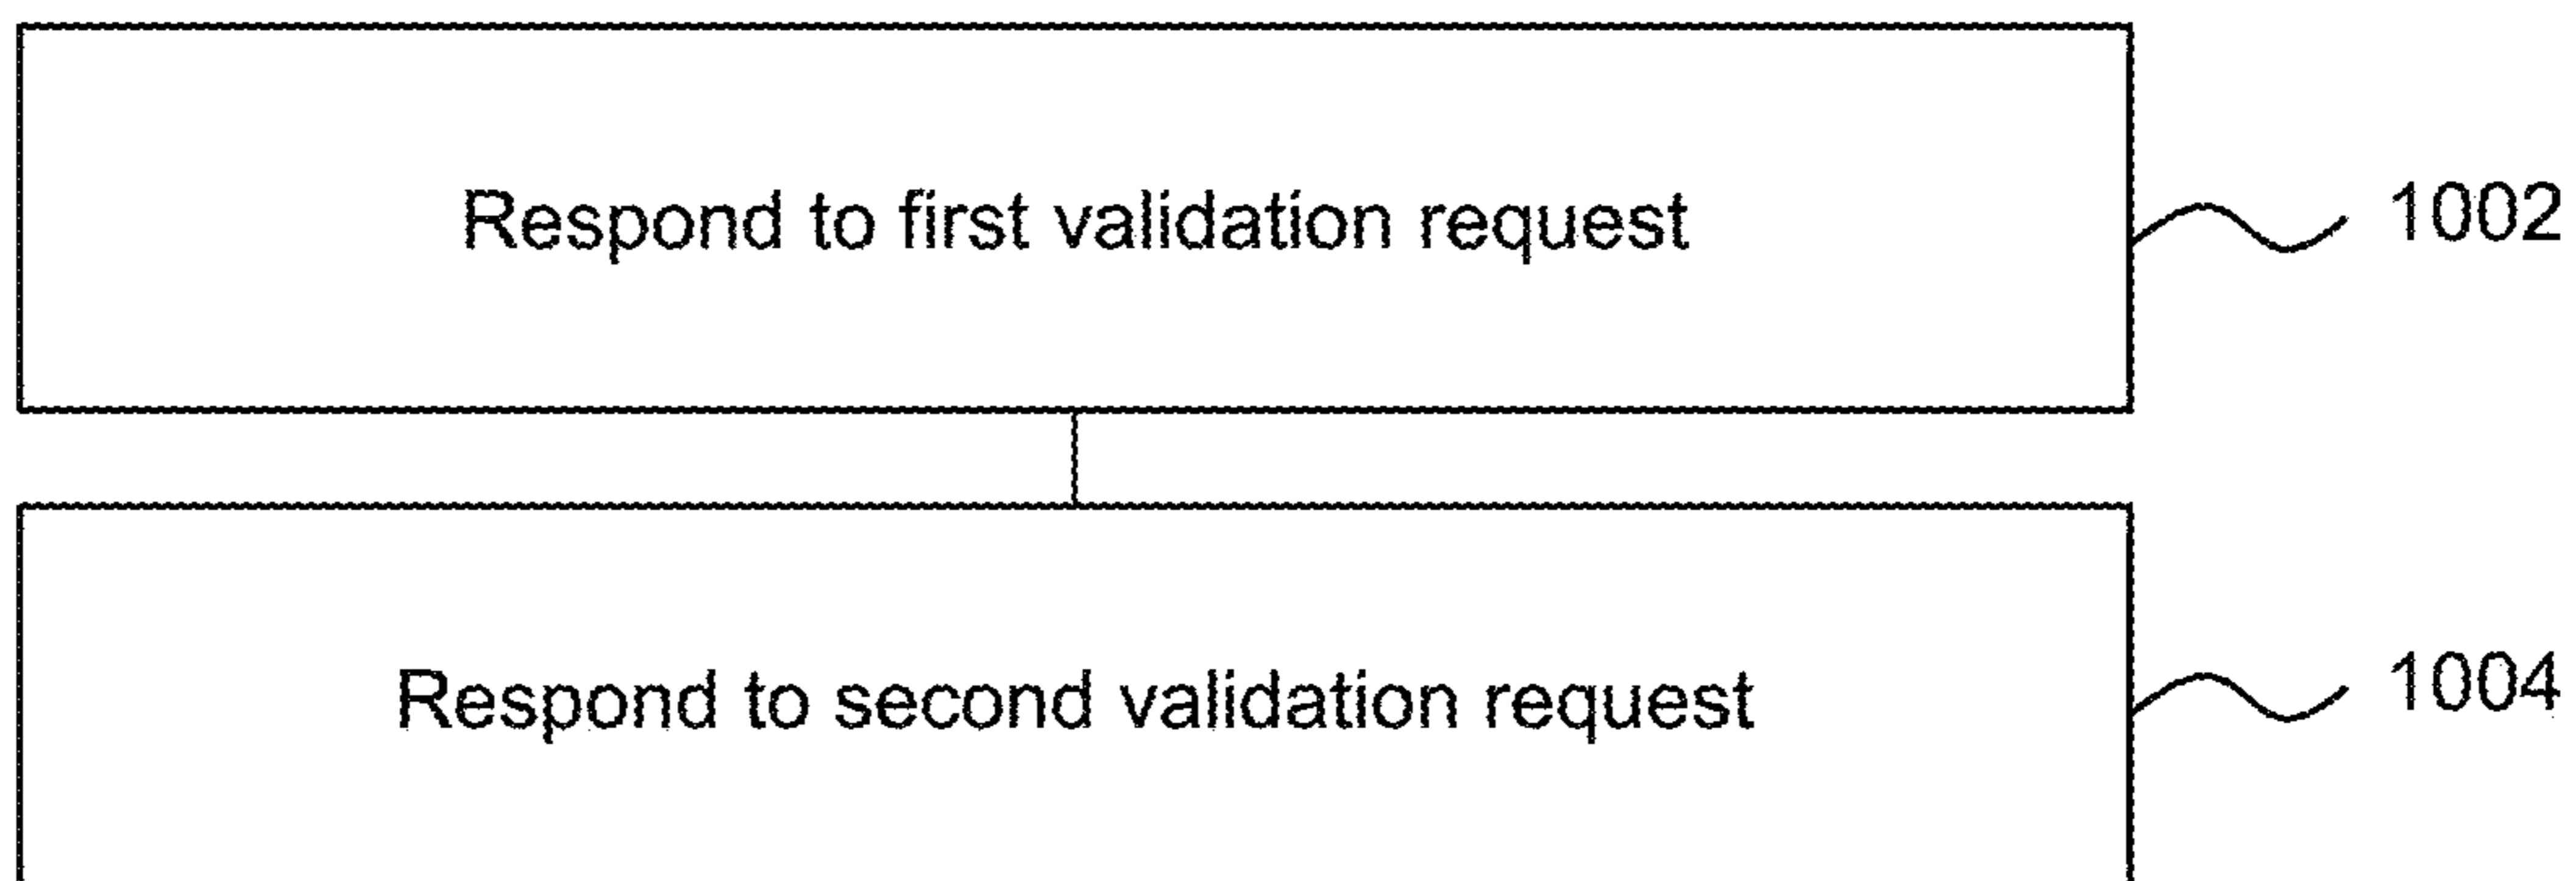 Respond to first validation request
1002
Respond to second validation request
1004